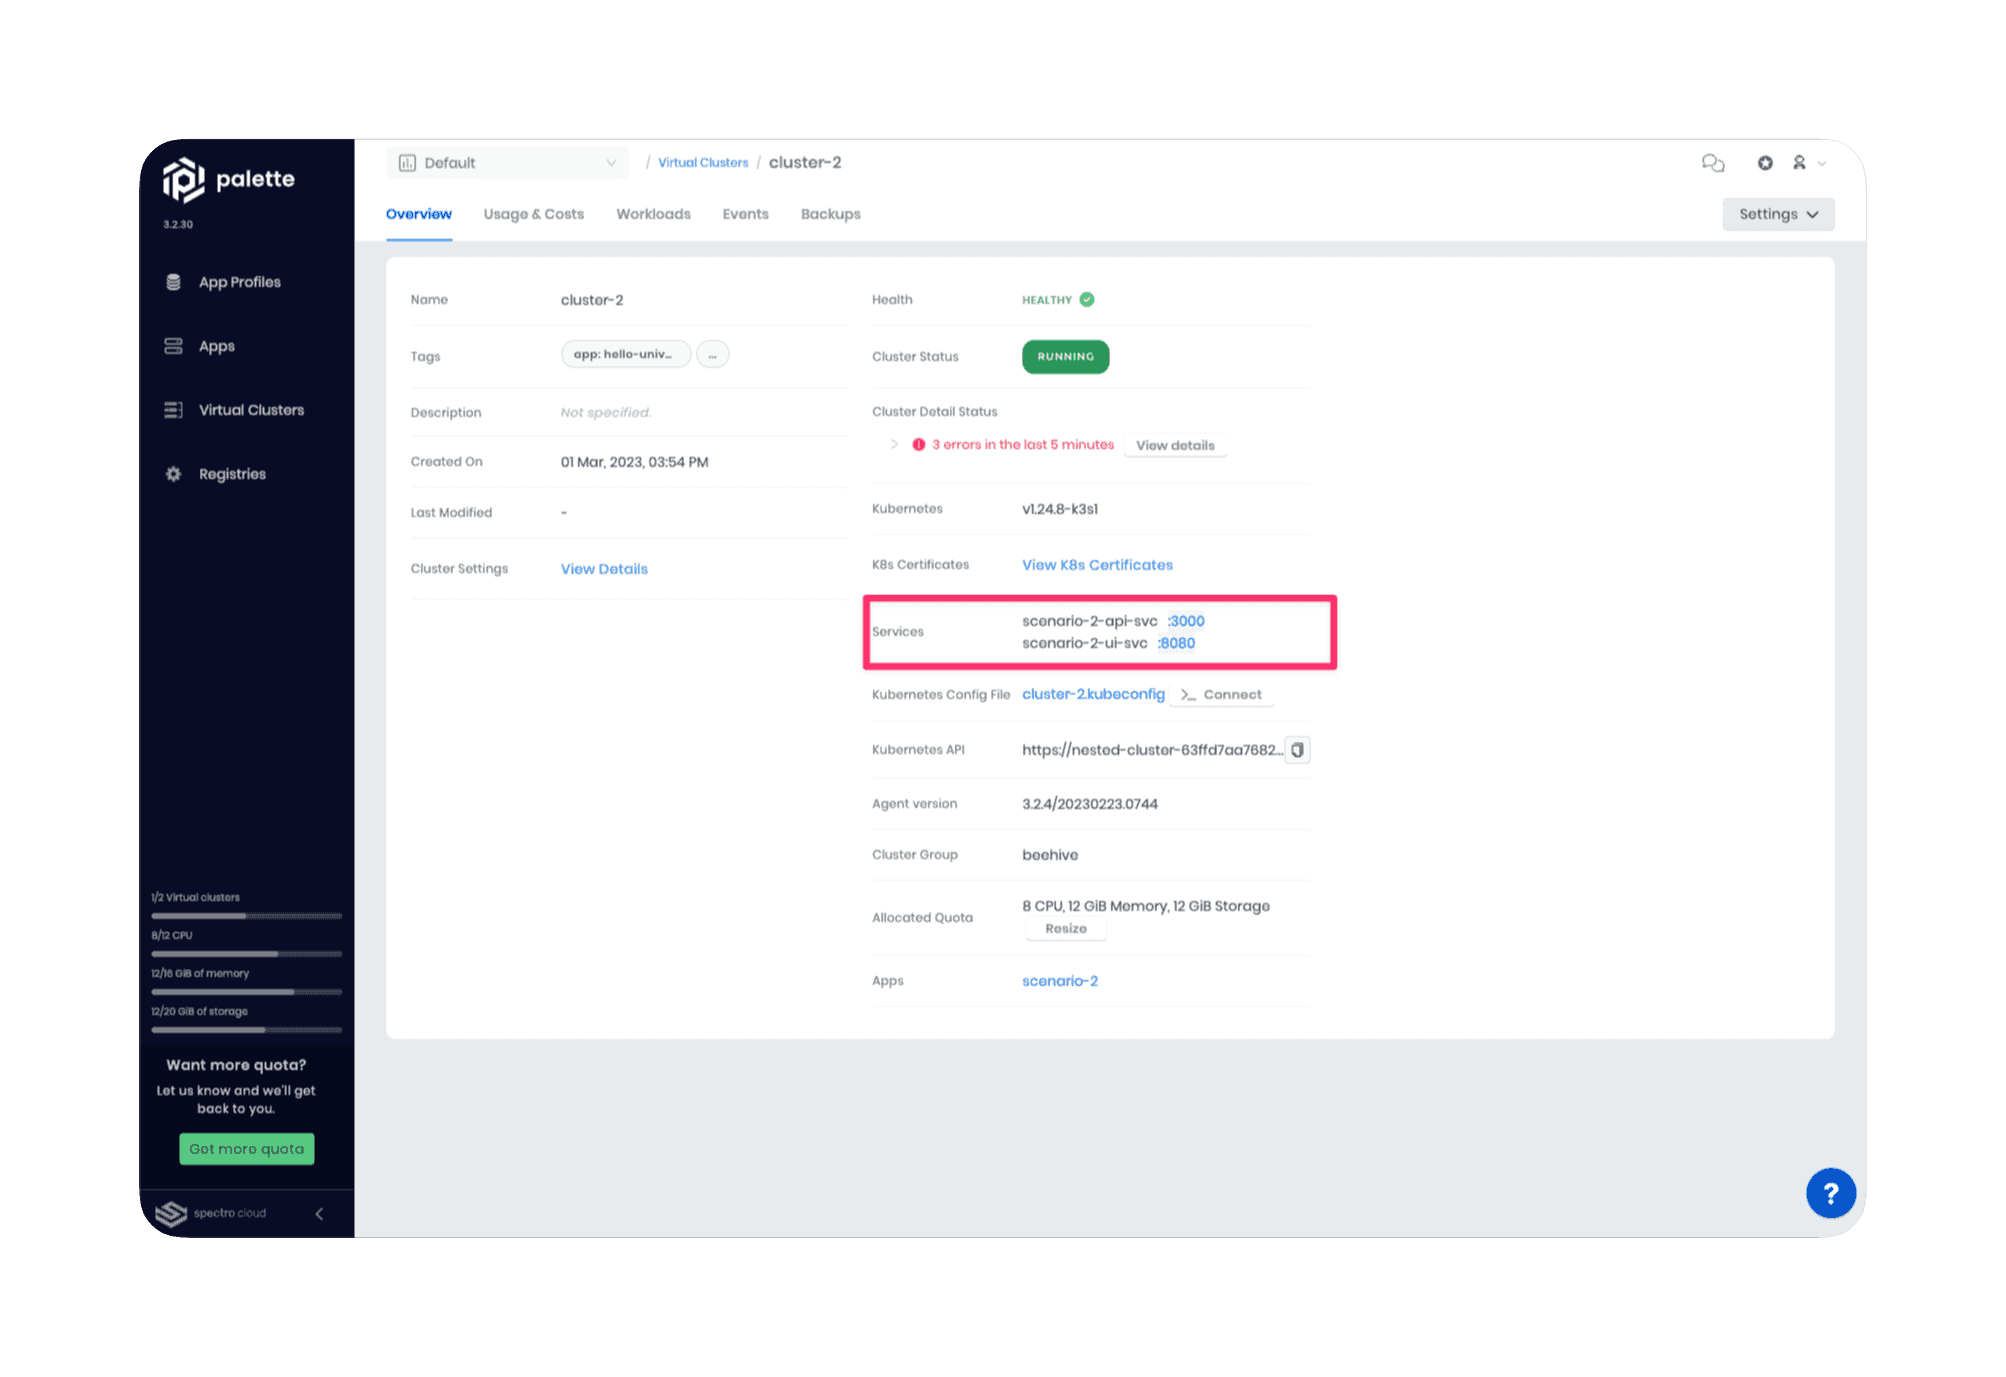 palette
3.2.30
App Profiles
Apps
Virtual Clusters
Registries
1/2 Virtual clusters
8/12 CPU
12/16 GiB of memory
12/20 GiB of storage
Want more quota?
Let us know and we'll get
back to you.
Get more quota
spectro cloud
Default / Virtual Clusters / cluster-2
Overview Usage & Costs Workloads Events Backups
Settings
Name cluster-2
Tags app: hello-univ... ...
Description Not specified.
Created On 01 Mar, 2023, 03:54 PM
Last Modified -
Cluster Settings View Details
Health HEALTHY
Cluster Status RUNNING
Cluster Detail Status
3 errors in the last 5 minutes View details
Kubernetes v1.24.8-k3s1
K8s Certificates View K8s Certificates
Services
scenario-2-api-svc :3000
scenario-2-ui-svc :8080
Kubernetes Config File cluster-2.kubeconfig >_ Connect
Kubernetes API https://nested-cluster-63ffd7aa7682...
Agent version 3.2.4/20230223.0744
Cluster Group beehive
Allocated Quota 8 CPU, 12 GiB Memory, 12 GiB Storage
Resize
Apps scenario-2
?